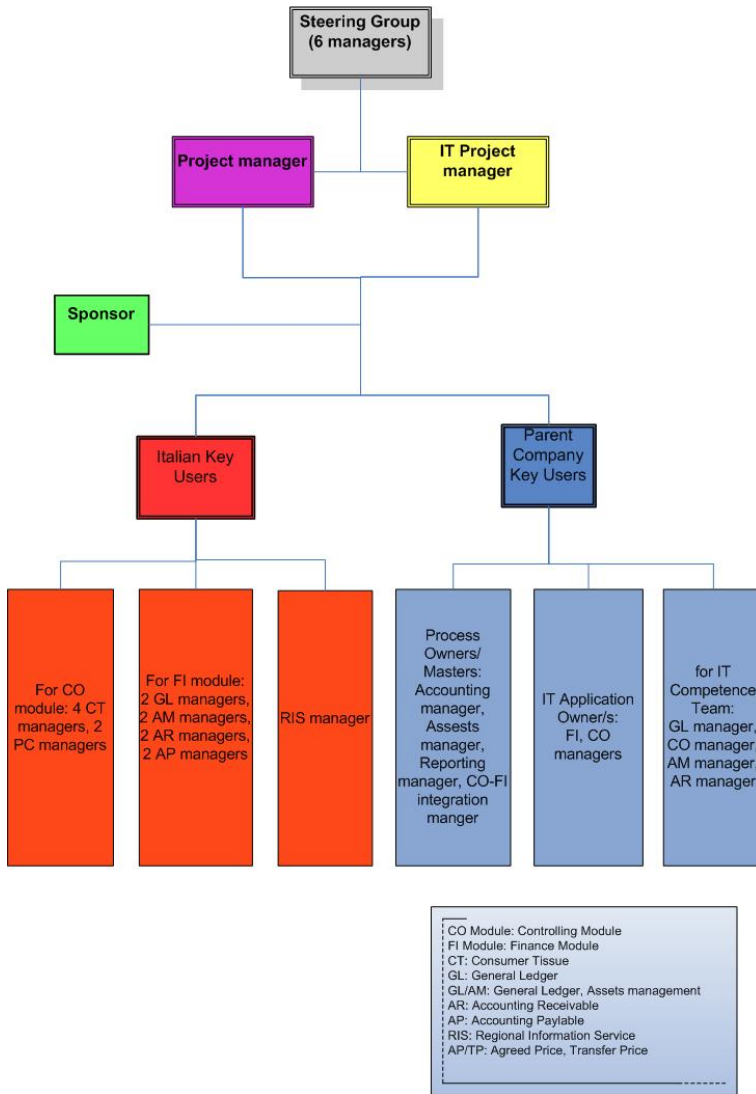 Steering Group
(6 managers)
Project manager
IT Project
manager
Sponsor
Italian Key
Users
Parent
Company
Key Users
For CO
module: 4 CT
managers, 2
PC managers
For FI module:
2 GL managers,
2 AM managers,
2 AR managers,
2 AP managers
RIS manager
Process
Owners/
Masters:
Accounting
manager,
Assests
manager,
Reporting
manager, CO-FI
integration
manger
IT Application
Owner/s:
FI, CO
managers
for IT
Competence
Team:
GL manager,
CO manager,
AM manager,
AR manager
CO Module: Controlling Module
FI Module: Finance Module
CT: Consumer Tissue
GL: General Ledger
GL/AM: General Ledger, Assets management
AR: Accounting Receivable
AP: Accounting Paylable
RIS: Regional Information Service
AP/TP: Agreed Price, Transfer Price